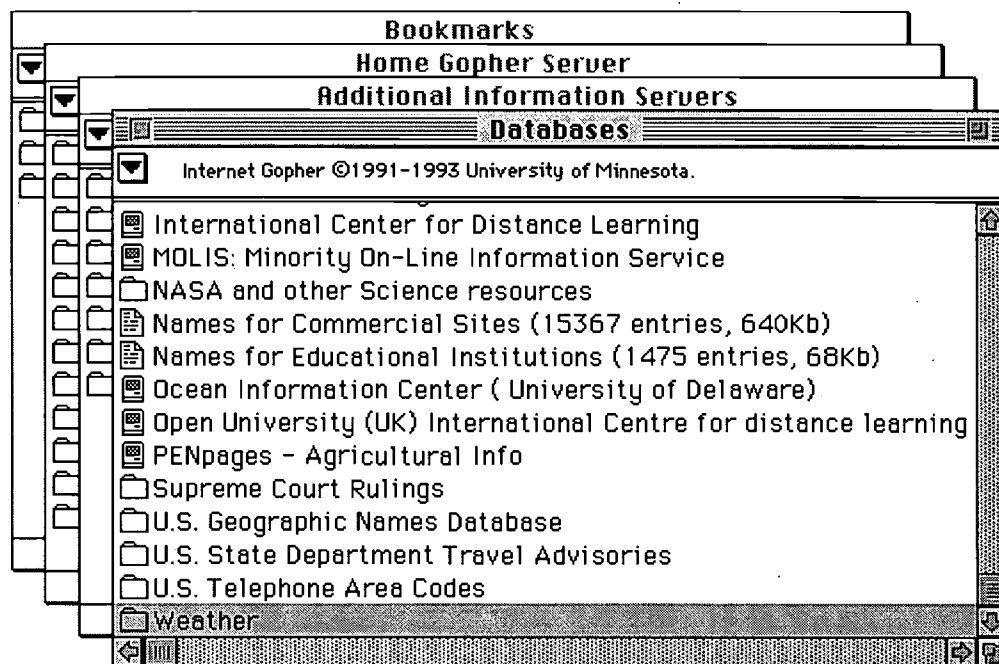 Bookmarks
Home Gopher Server
Additional Information Servers
Databases
Internet Gopher ©1991-1993 University of Minnesota.
International Center for Distance Learning
MOLIS: Minority On-Line Information Service
NASA and other Science resources
Names for Commercial Sites (15367 entries, 640Kb)
Names for Educational Institutions (1475 entries, 68Kb)
Ocean Information Center ( University of Delaware)
Open University (UK) International Centre for distance learning
PENpages - Agricultural Info
Supreme Court Rulings
U.S. Geographic Names Database
U.S. State Department Travel Advisories
U.S. Telephone Area Codes
Weather